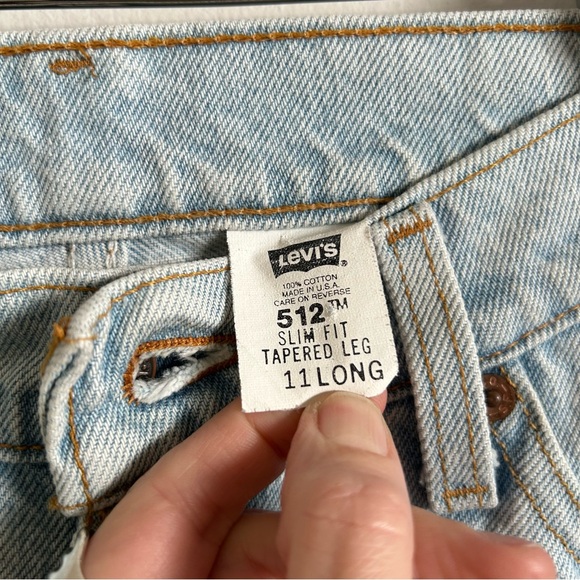 LEVI'S ®
100% COTTON
MADE IN U.S.A.
CARE ON REVERSE
512™
SLIM FIT
TAPERED LEG
11 LONG